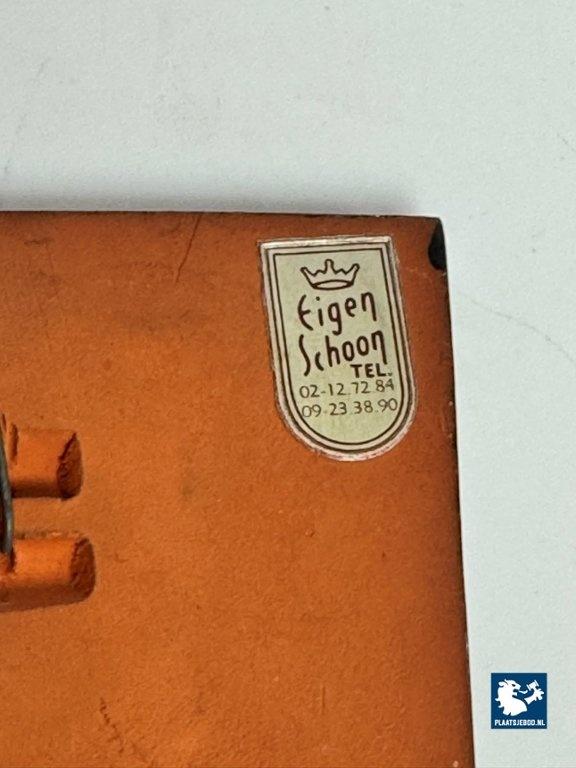 Eigen
Schoon
TEL.
02-12.72.84
09-23.38.90
PLAATSJEBOD.NL